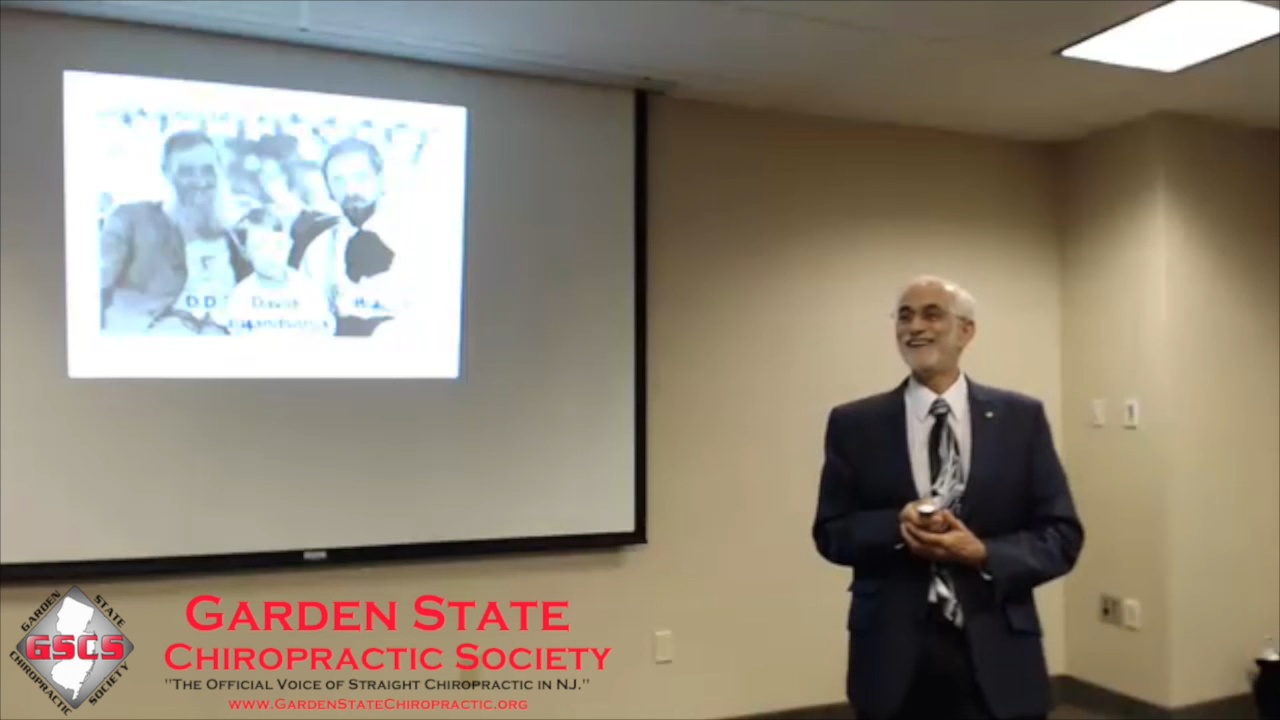 D.D. David
GARDEN STATE
CHIROPRACTIC SOCIETY
"THE OFFICIAL VOICE OF STRAIGHT CHIROPRACTIC IN NJ."
WWW.GARDENSTATECHIROPRACTIC.ORG
GARDEN STATE
GSCS
CHIROPRACTIC SOCIETY